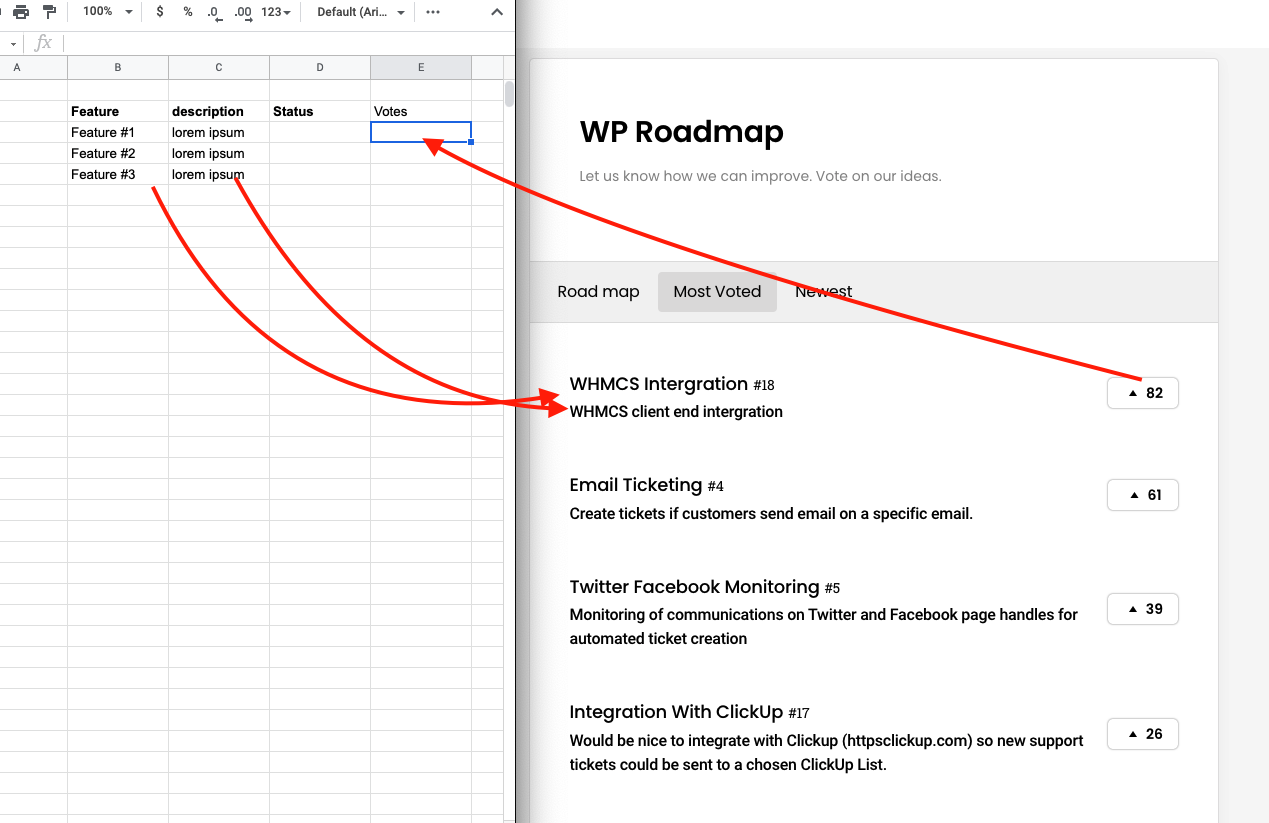 100% $ % .0 .00 123 Default (Ari... ...
fx
A B C D E
Feature description Status Votes
Feature #1 lorem ipsum
Feature #2 lorem ipsum
Feature #3 lorem ipsum
WP Roadmap
Let us know how we can improve. Vote on our ideas.
Road map Most Voted Newest
WHMCS Intergration #18
WHMCS client end intergration
82
Email Ticketing #4
Create tickets if customers send email on a specific email.
61
Twitter Facebook Monitoring #5
Monitoring of communications on Twitter and Facebook page handles for
automated ticket creation
39
Integration With ClickUp #17
Would be nice to integrate with Clickup (httpsclickup.com) so new support
tickets could be sent to a chosen ClickUp List.
26